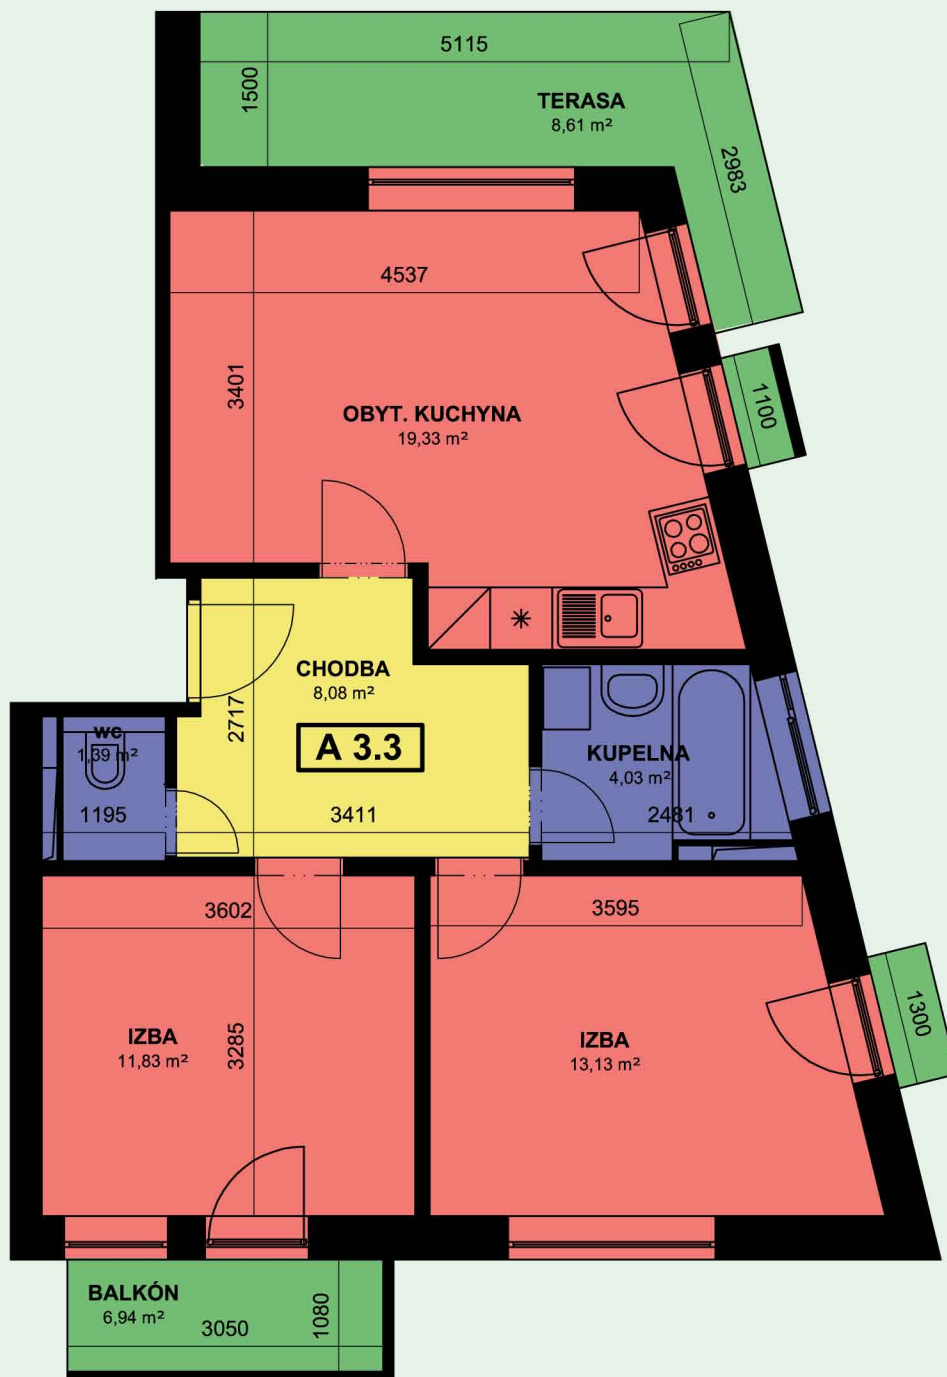 5115
1500
TERASA
8,61 m²
2983
4537
3401
OBYT. KUCHYNA
19,33 m²
1100
CHODBA
8,08 m²
2717
A 3.3
wc
1,39 m²
1195
3411
KUPELNA
4,03 m²
2481
3602
3595
IZBA
11,83 m²
3285
IZBA
13,13 m²
1300
BALKÓN
6,94 m²
3050
1080